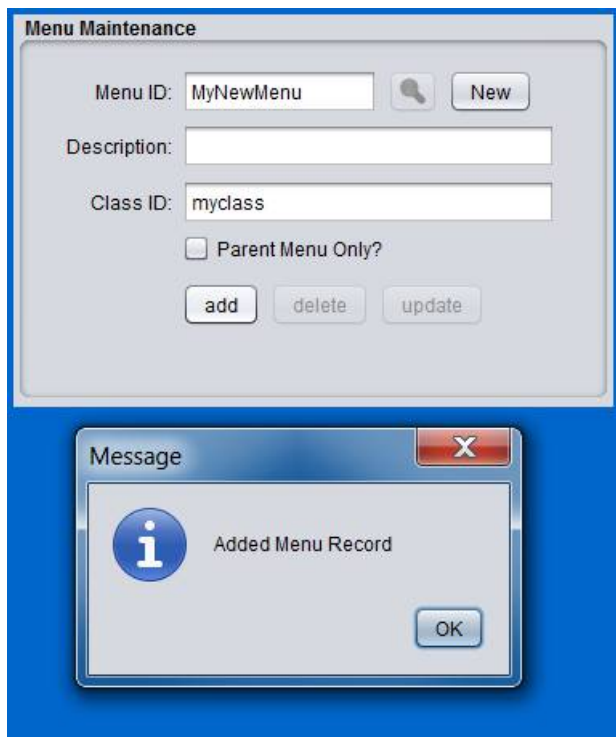 Menu Maintenance
Menu ID: MyNewMenu New
Description:
Class ID: myclass
Parent Menu Only?
add delete update
Message
Added Menu Record
OK